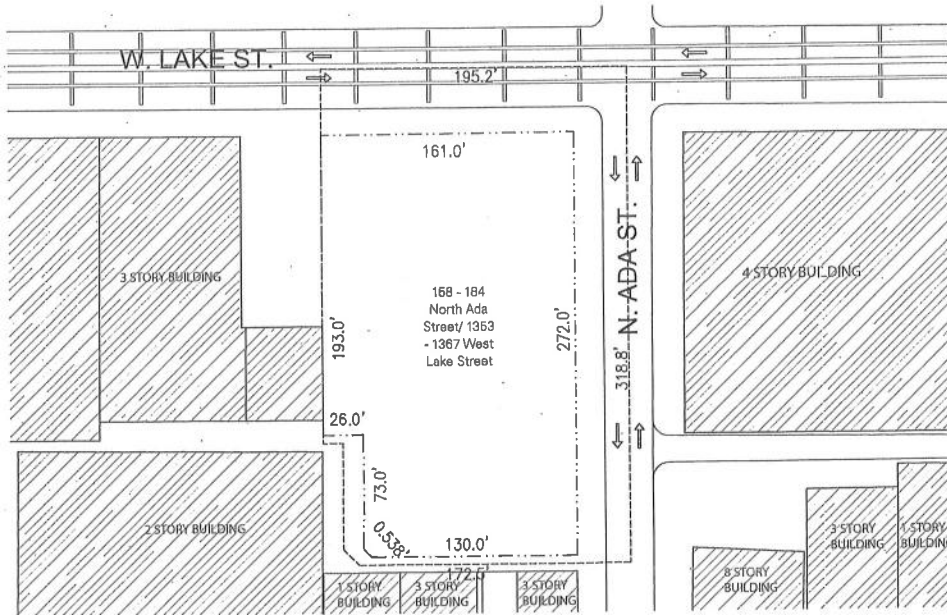 W. LAKE ST.
195.2'
161.0'
3 STORY BUILDING
168 - 184
North Ada
Street/ 1353
- 1367 West
Lake Street
193.0'
272.0'
318.8'
N. ADA ST.
4 STORY BUILDING
26.0'
73.0'
0.538'
130.0'
172.5'
2 STORY BUILDING
1 STORY
BUILDING
3 STORY
BUILDING
3 STORY
BUILDING
8 STORY
BUILDING
3 STORY
BUILDING
1 STORY
BUILDING